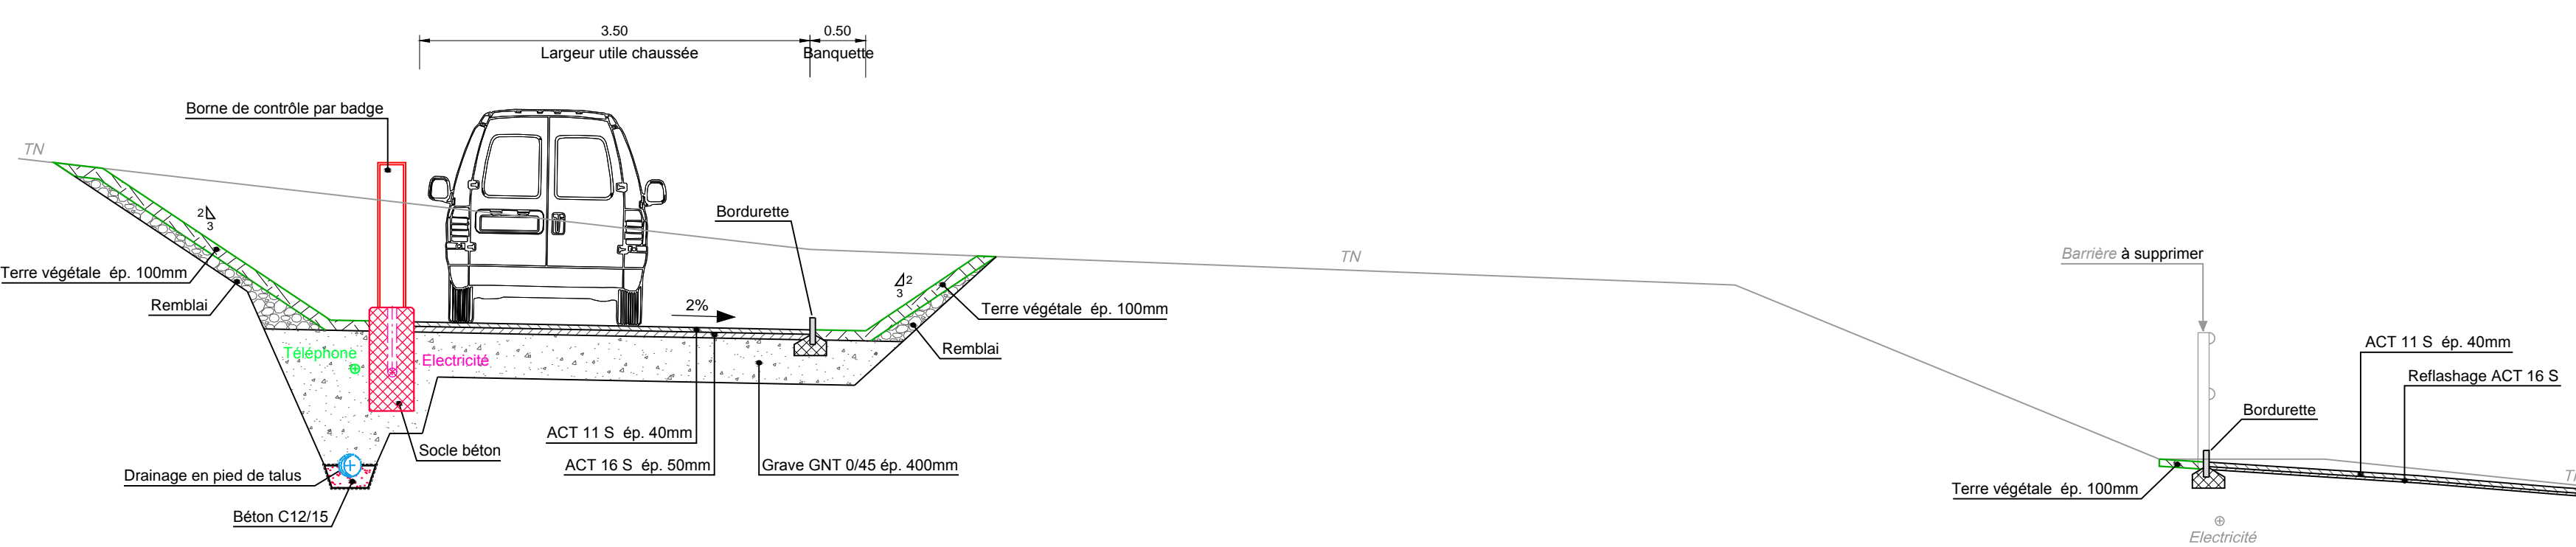 3.50
0.50
Largeur utile chaussée
Banquette
Borne de contrôle par badge
TN
2
3
Bordurette
Terre végétale ép. 100mm
Remblai
2%
2
3
Terre végétale ép. 100mm
Remblai
Téléphone
Electricité
ACT 11 S ép. 40mm
ACT 16 S ép. 50mm
Grave GNT 0/45 ép. 400mm
Socle béton
Drainage en pied de talus
Béton C12/15
TN
Barrière à supprimer
ACT 11 S ép. 40mm
Reflashage ACT 16 S
Bordurette
Terre végétale ép. 100mm
Electricité